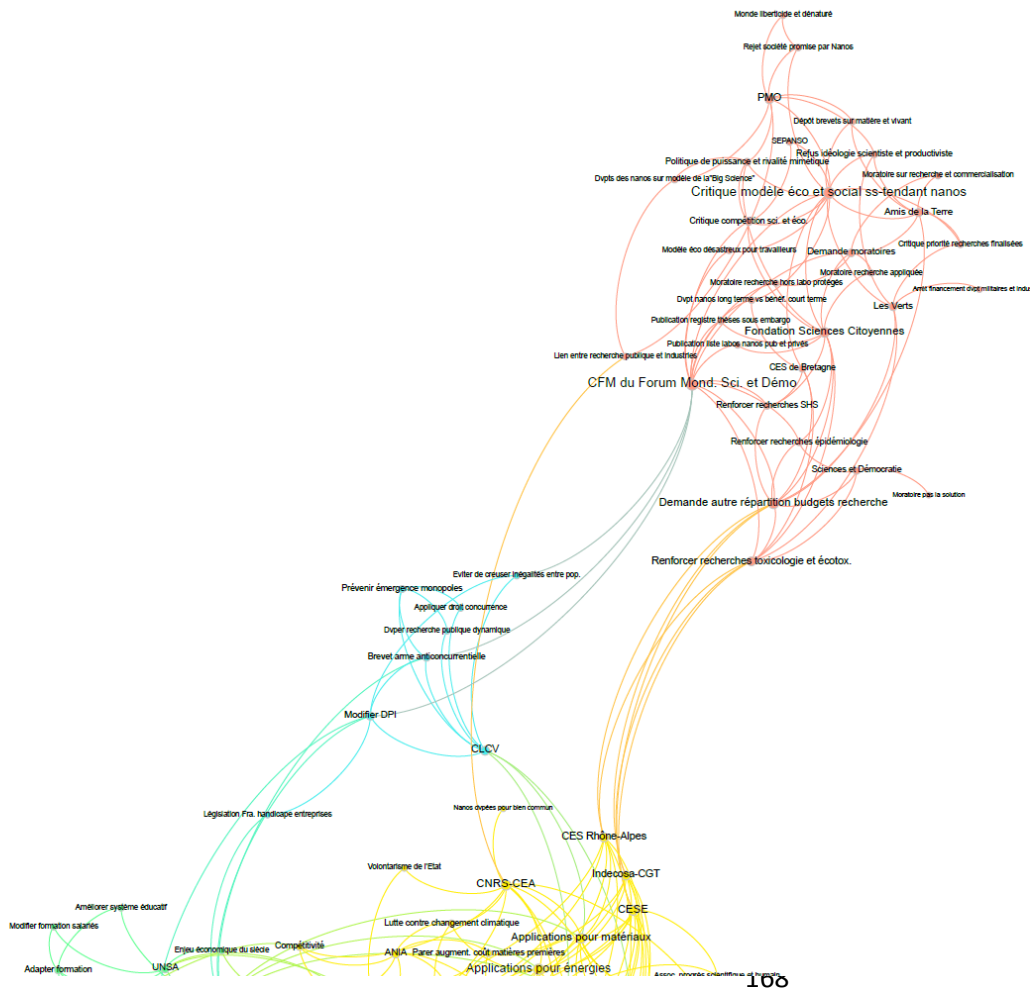 Monde liberticide et dénaturé
Rejet société promise par Nanos
PMO
Dépôt brevets sur matière et vivant
SEPANSO
Refus idéologie scientiste et productiviste
Politique de puissance et rivalité mimétique
Moratoire sur recherche et commercialisation
Dvpts des nanos sur modèle de la"Big Science"
Critique modèle éco et social ss-tendant nanos
Amis de la Terre
Critique compétition sci. et éco.
Critique priorité recherches finalisées
Modèle éco désastreux pour travailleurs
Demande moratoires
Moratoire recherche appliquée
Moratoire recherche hors labo protégés
Arrêt financement dvpt militaires et indus
Dvpt nanos long terme vs bénéf. court terme
Les Verts
Publication registre thèses sous embargo
Fondation Sciences Citoyennes
Publication liste labos nanos pub et privés
Lien entre recherche publique et industries
CES de Bretagne
CFM du Forum Mond. Sci. et Démo
Renforcer recherches SHS
Renforcer recherches épidémiologie
Sciences et Démocratie
Moratoire pas la solution
Demande autre répartition budgets recherche
Renforcer recherches toxicologie et écotox.
Eviter de creuser inégalités entre pop.
Prévenir émergence monopoles
Appliquer droit concurrence
Dvper recherche publique dynamique
Brevet arme anticoncurrentielle
Modifier DPI
CLCV
Nanos dvpées pour bien commun
Législation Fra. handicape entreprises
CES Rhône-Alpes
Volontarisme de l'Etat
Indecosa-CGT
CNRS-CEA
Améliorer système éducatif
CESE
Modifier formation salariés
Lutte contre changement climatique
Applications pour matériaux
Enjeu économique du siècle
Compétitivité
ANIA
Parer augment. coût matières premières
Adapter formation
UNSA
Applications pour énergies
Assoc. progrès scientifique et humain
168